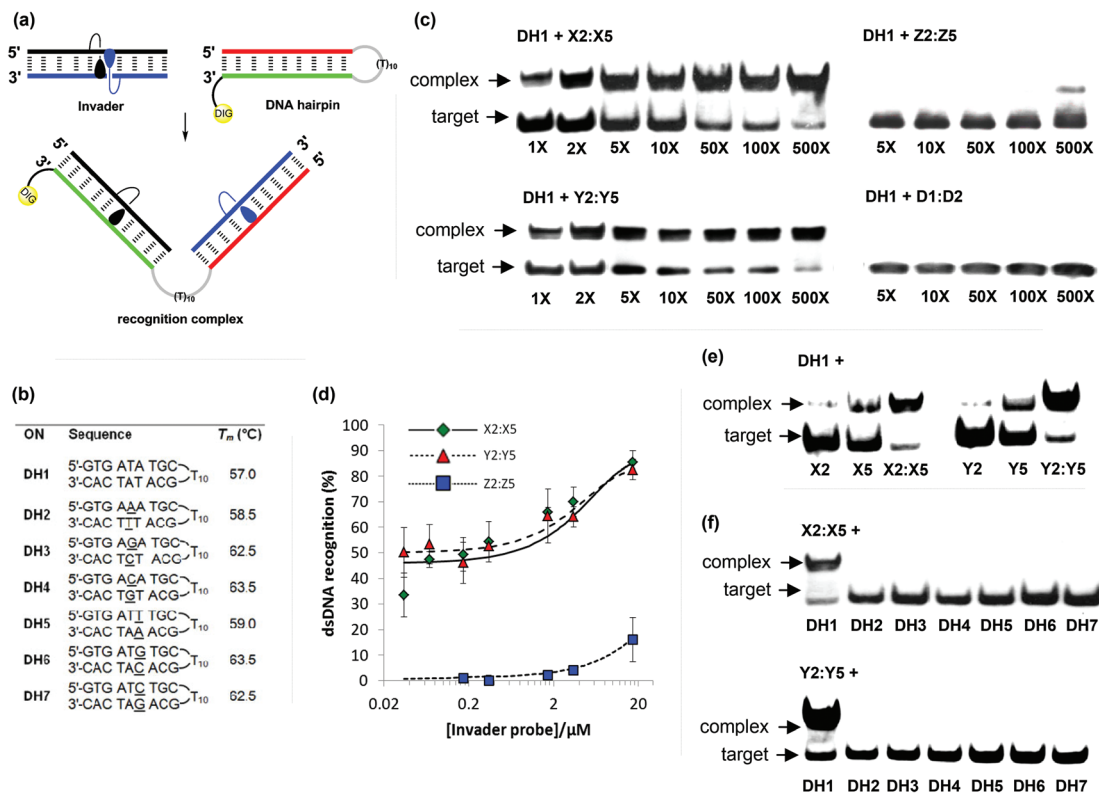 (a)
5'
3'
Invader
DIG
5'
3'
(T)10
DNA hairpin
5'
3'
DIG
3'
5'
(T)10
recognition complex
(b)
ON Sequence Tm (°C)
DH1 5'-GTG ATA TGC
3'-CAC TAT ACG T10 57.0
DH2 5'-GTG AAA TGC
3'-CAC TTT ACG T10 58.5
DH3 5'-GTG AGA TGC
3'-CAC TCT ACG T10 62.5
DH4 5'-GTG ACA TGC
3'-CAC TGT ACG T10 63.5
DH5 5'-GTG ATT TGC
3'-CAC TAA ACG T10 59.0
DH6 5'-GTG ATG TGC
3'-CAC TAC ACG T10 63.5
DH7 5'-GTG ATC TGC
3'-CAC TAG ACG T10 62.5
(c)
DH1 + X2:X5
complex
target
1X 2X 5X 10X 50X 100X 500X
DH1 + Z2:Z5
5X 10X 50X 100X 500X
DH1 + Y2:Y5
complex
target
1X 2X 5X 10X 50X 100X 500X
DH1 + D1:D2
5X 10X 50X 100X 500X
(d)
X2:X5
Y2:Y5
Z2:Z5
dsDNA recognition (%)
100
90
80
70
60
50
40
30
20
10
0
0.02 0.2 2 20
[Invader probe]/μM
(e)
DH1 +
complex
target
X2 X5 X2:X5 Y2 Y5 Y2:Y5
(f)
X2:X5 +
complex
target
DH1 DH2 DH3 DH4 DH5 DH6 DH7
Y2:Y5 +
complex
target
DH1 DH2 DH3 DH4 DH5 DH6 DH7